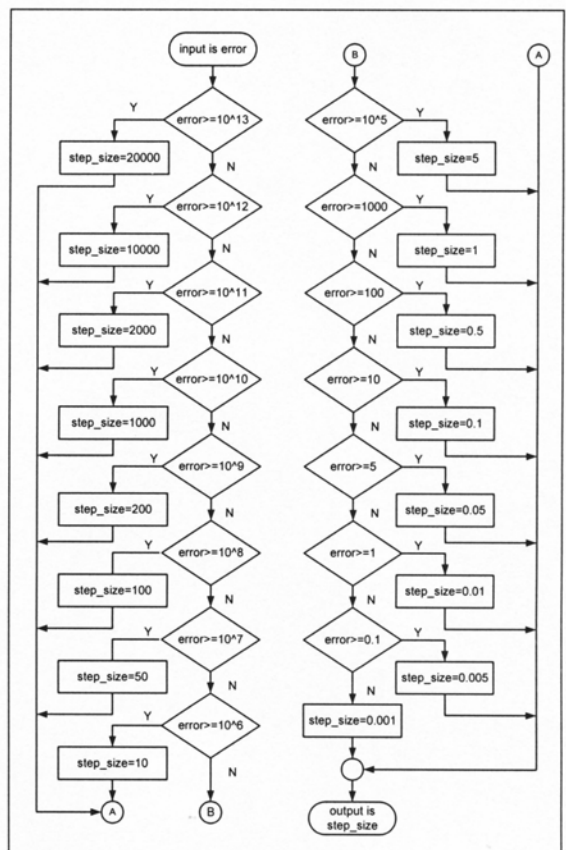 input is error
Y
error>=10^13
step_size=20000
N
error>=10^12
Y
step_size=10000
N
error>=10^11
Y
step_size=2000
N
error>=10^10
Y
step_size=1000
N
error>=10^9
Y
step_size=200
N
error>=10^8
Y
step_size=100
N
error>=10^7
Y
step_size=50
N
error>=10^6
Y
step_size=10
N
A
B
B
A
error>=10^5
Y
step_size=5
N
error>=1000
Y
step_size=1
N
error>=100
Y
step_size=0.5
N
error>=10
Y
step_size=0.1
N
error>=5
Y
step_size=0.05
N
error>=1
Y
step_size=0.01
N
error>=0.1
Y
step_size=0.005
N
step_size=0.001
output is
step_size